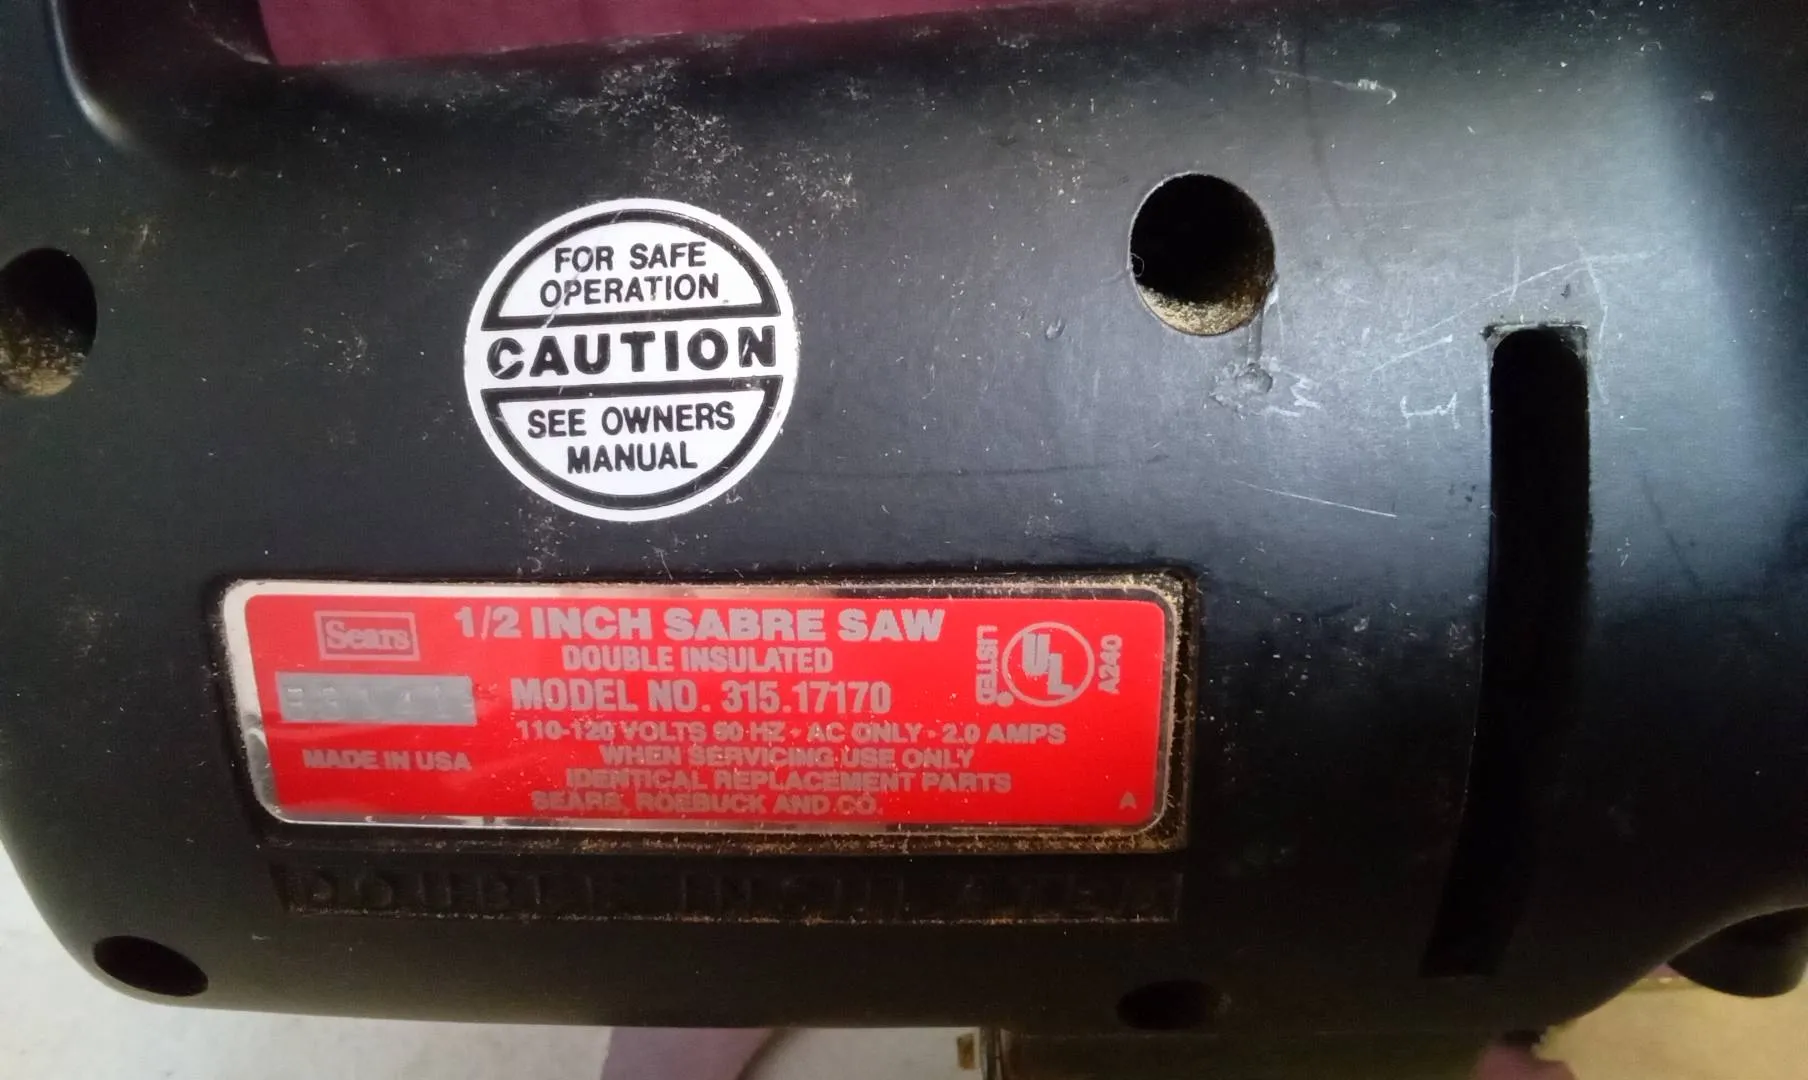 FOR SAFE
OPERATION
CAUTION
SEE OWNERS
MANUAL
Sears
1/2 INCH SABRE SAW
DOUBLE INSULATED
MODEL NO. 315.17170
110-120 VOLTS 60 HZ - AC ONLY - 2.0 AMPS
WHEN SERVICING USE ONLY
IDENTICAL REPLACEMENT PARTS
SEARS, ROEBUCK AND CO.
MADE IN USA
LISTED
UL
A240
A
DOUBLE INSULATED